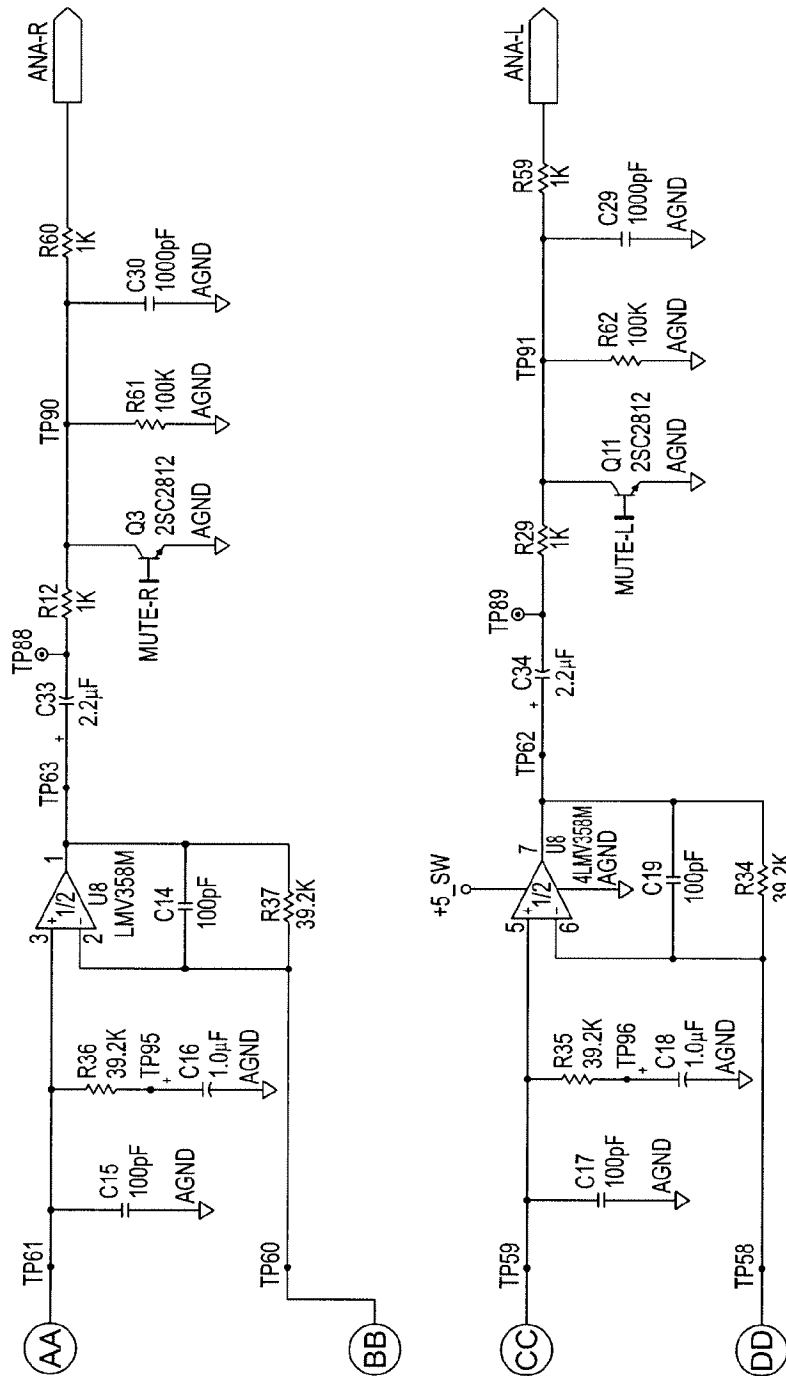 AA
TP61
C15
100pF
AGND
R36
39.2K
TP95
+
C16
1.0µF
AGND
3
+
2
-
1/2
1
U8
LMV358M
C14
100pF
R37
39.2K
TP60
BB
TP63
+
C33
2.2µF
TP88
R12
1K
Q3
2SC2812
MUTE-R
AGND
TP90
R61
100K
AGND
C30
1000pF
AGND
R60
1K
ANA-R
CC
TP59
C17
100pF
AGND
R35
39.2K
TP96
+
C18
1.0µF
AGND
+5_SW
5
+
6
-
1/2
7
U8
4LMV358M
AGND
C19
100pF
R34
39.2K
TP58
DD
TP62
+
C34
2.2µF
TP89
R29
1K
Q11
2SC2812
MUTE-L
AGND
TP91
R62
100K
AGND
C29
1000pF
AGND
R59
1K
ANA-L